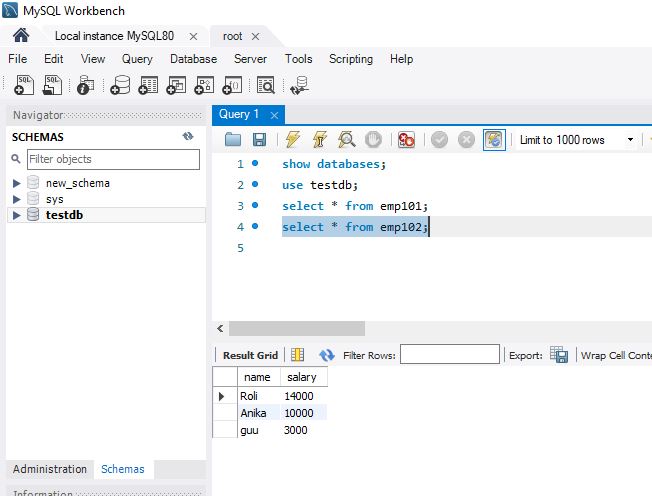 MySQL Workbench
Local instance MySQL80 root
File Edit View Query Database Server Tools Scripting Help
SQL SQL
Navigator
SCHEMAS
Filter objects
new_schema
sys
testdb
Administration Schemas
Information
Query 1
Limit to 1000 rows
1 show databases;
2 use testdb;
3 select * from emp101;
4 select * from emp102;
5
Result Grid Filter Rows: Export: Wrap Cell Conte
name salary
Roli 14000
Anika 10000
guu 3000